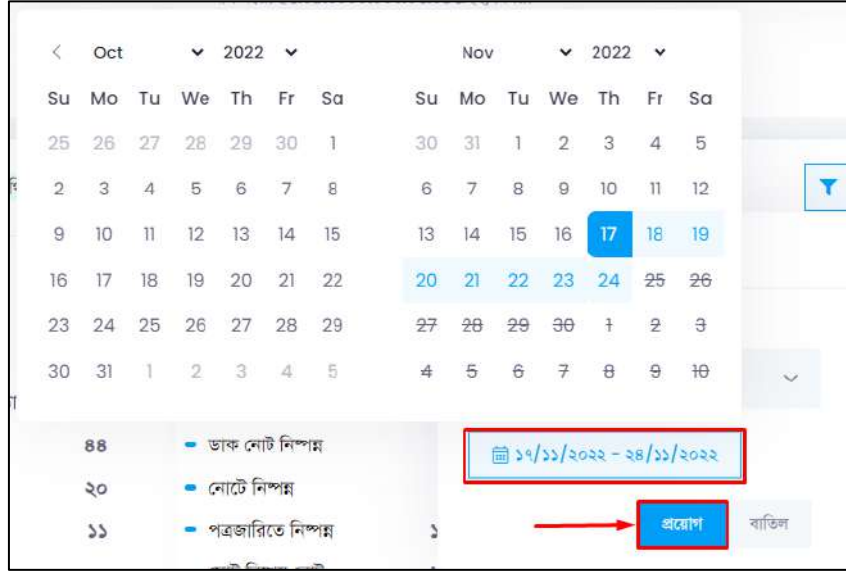 Oct 2022 Nov 2022
Su Mo Tu We Th Fr Sa Su Mo Tu We Th Fr Sa
25 26 27 28 29 30 1 30 31 1 2 3 4 5
2 3 4 5 6 7 8 6 7 8 9 10 11 12
9 10 11 12 13 14 15 13 14 15 16 17 18 19
16 17 18 19 20 21 22 20 21 22 23 24 25 26
23 24 25 26 27 28 29 27 28 29 30 1 2 3
30 31 1 2 3 4 5 4 5 6 7 8 9 10
৪৪ ডাক নোট নিষ্পন্ন ১৭/১১/২০২২ - ২৪/১১/২০২২
২০ নোটে নিষ্পন্ন
১১ পত্রজারিতে নিষ্পন্ন প্রয়োগ বাতিল